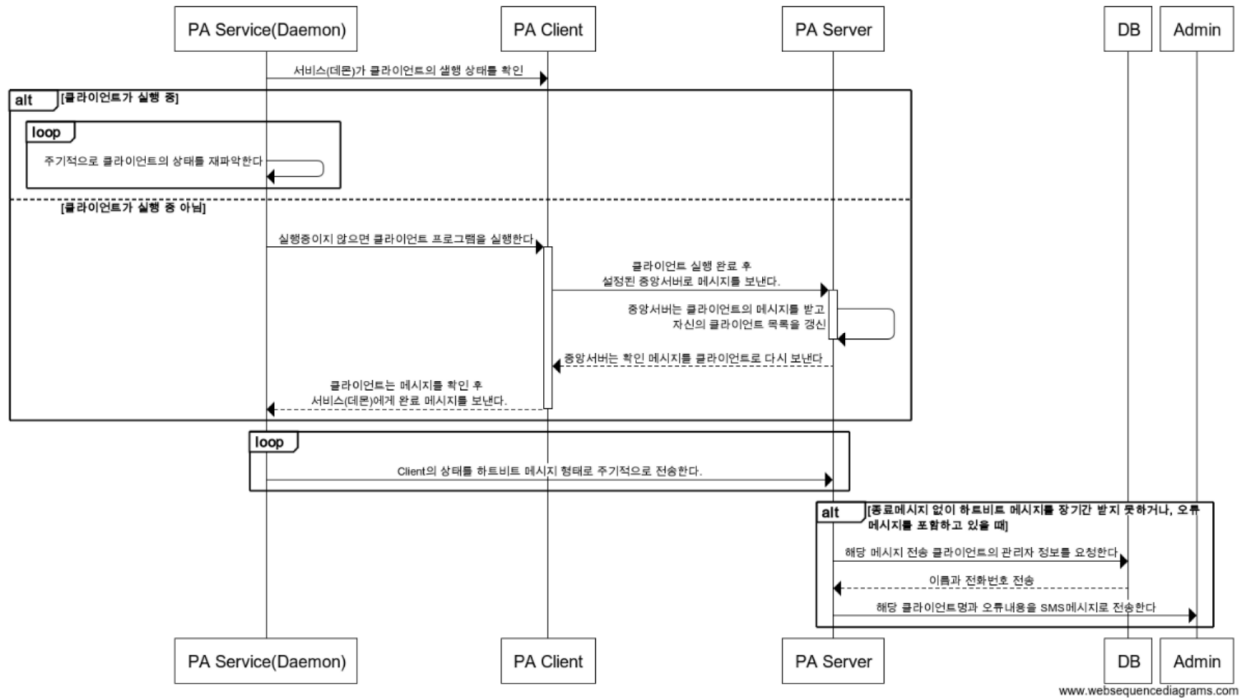 PA Service(Daemon)
PA Client
PA Server
DB
Admin
서비스(데몬)가 클라이언트의 샐행 상태를 확인
alt
[클라이언트가 실행 중]
loop
주기적으로 클라이언트의 상태를 재파악한다
[클라이언트가 실행 중 아님]
실행중이지 않으면 클라이언트 프로그램을 실행한다
클라이언트 실행 완료 후
설정된 중앙서버로 메시지를 보낸다.
중앙서버는 클라이언트의 메시지를 받고
자신의 클라이언트 목록을 갱신
중앙서버는 확인 메시지를 클라이언트로 다시 보낸다
클라이언트는 메시지를 확인 후
서비스(데몬)에게 완료 메시지를 보낸다.
loop
Client의 상태를 하트비트 메시지 형태로 주기적으로 전송한다.
alt
[종료메시지 없이 하트비트 메시지를 장기간 받지 못하거나, 오류
메시지를 포함하고 있을 때]
해당 메시지 전송 클라이언트의 관리자 정보를 요청한다
이름과 전화번호 전송
해당 클라이언트명과 오류내용을 SMS메시지로 전송한다
PA Service(Daemon)
PA Client
PA Server
DB
Admin
www.websequencediagrams.com